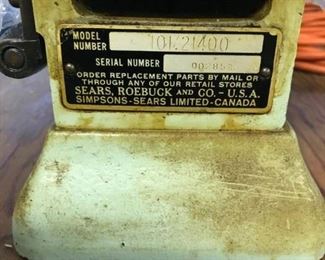 MODEL
NUMBER 101.21400
SERIAL NUMBER
ORDER REPLACEMENT PARTS BY MAIL OR
THROUGH ANY OF OUR RETAIL STORES
SEARS, ROEBUCK AND CO. - U.S.A.
SIMPSONS-SEARS LIMITED-CANADA